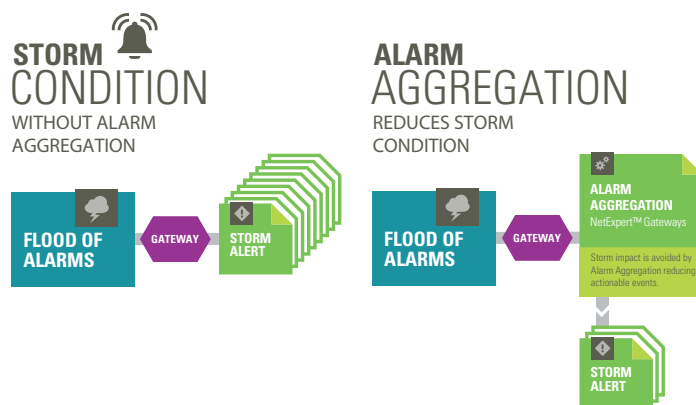 STORM
CONDITION
WITHOUT ALARM
AGGREGATION
FLOOD OF
ALARMS
GATEWAY
STORM
ALERT
ALARM
AGGREGATION
REDUCES STORM
CONDITION
FLOOD OF
ALARMS
GATEWAY
ALARM
AGGREGATION
NetExpert™ Gateways
Storm impact is avoided by
Alarm Aggregation reducing
actionable events.
STORM
ALERT